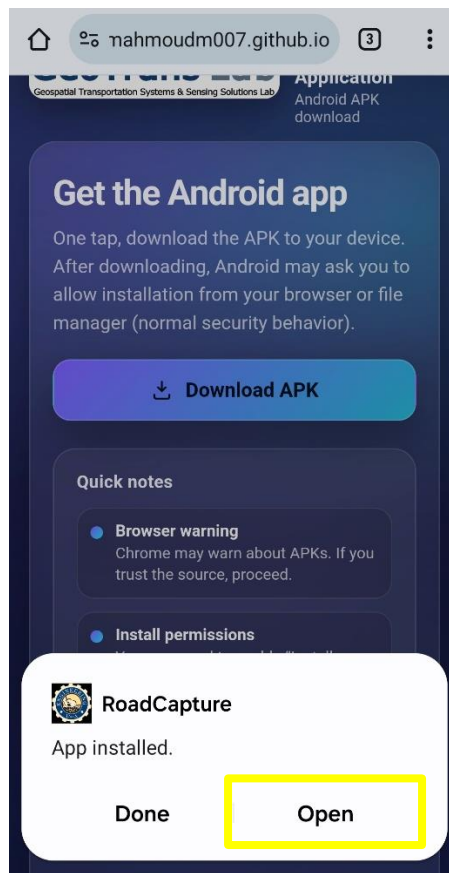 mahmoudm007.github.io
3
GeoTrans Lab
Geospatial Transportation Systems & Sensing Solutions Lab
Application
Android APK
download
Get the Android app
One tap, download the APK to your device.
After downloading, Android may ask you to
allow installation from your browser or file
manager (normal security behavior).
Download APK
Quick notes
Browser warning
Chrome may warn about APKs. If you
trust the source, proceed.
Install permissions
RoadCapture
App installed.
Done
Open